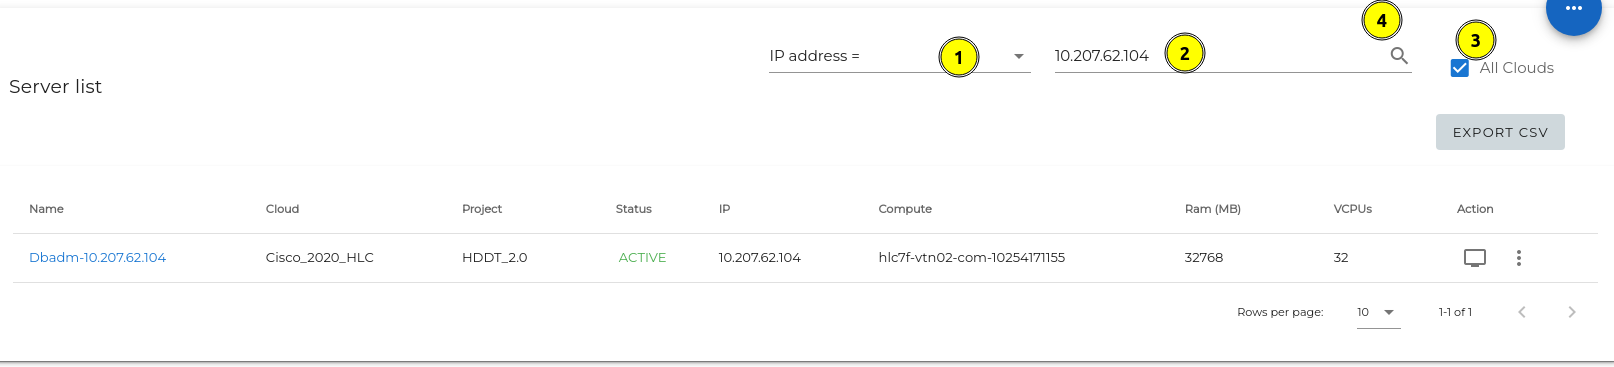 4
3
IP address =
1
10.207.62.104
2
All Clouds
Server list
EXPORT CSV
Name Cloud Project Status IP Compute Ram (MB) VCPUs Action
Dbadm-10.207.62.104 Cisco_2020_HLC HDDT_2.0 ACTIVE 10.207.62.104 hlc7f-vtn02-com-10254171155 32768 32
Rows per page: 10 1-1 of 1